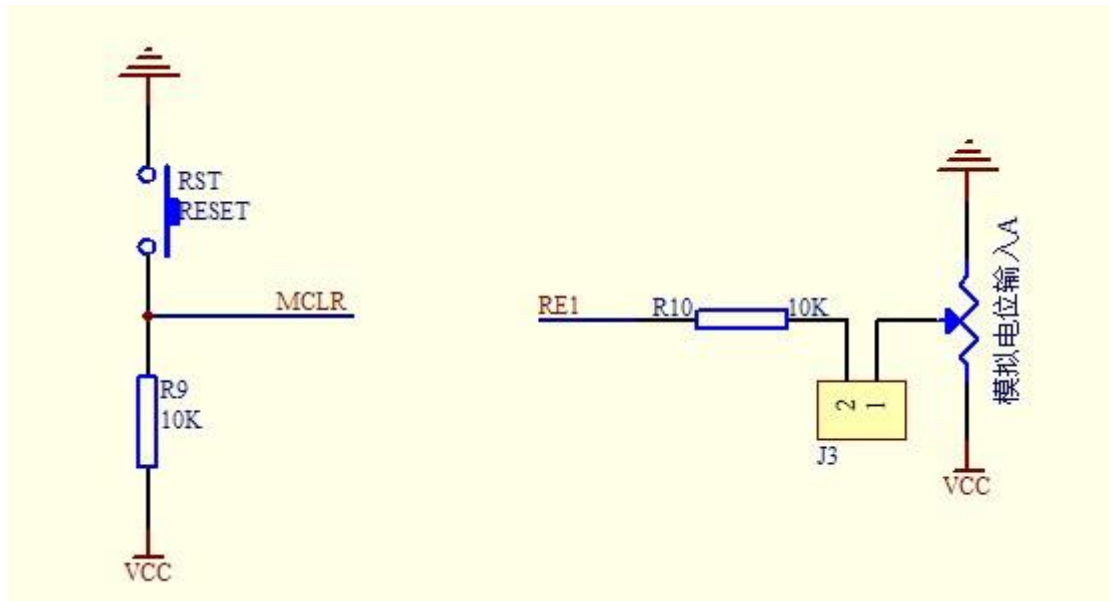 RST
RESET
MCLR
R9
10K
VCC
RE1
R10
10K
2
1
J3
模拟电位输入A
VCC